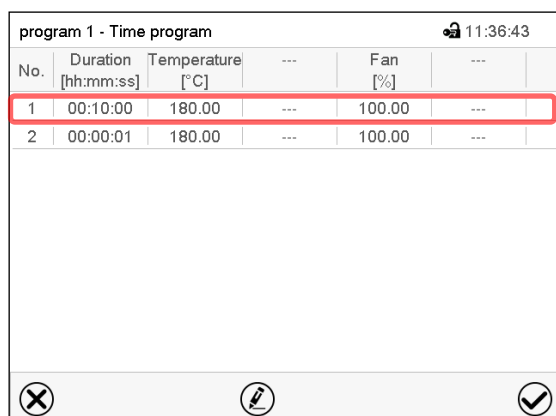 program 1 - Time program 11:36:43
No. Duration [hh:mm:ss] Temperature [°C] --- Fan [%] ---
1 00:10:00 180.00 --- 100.00 ---
2 00:00:01 180.00 --- 100.00 ---